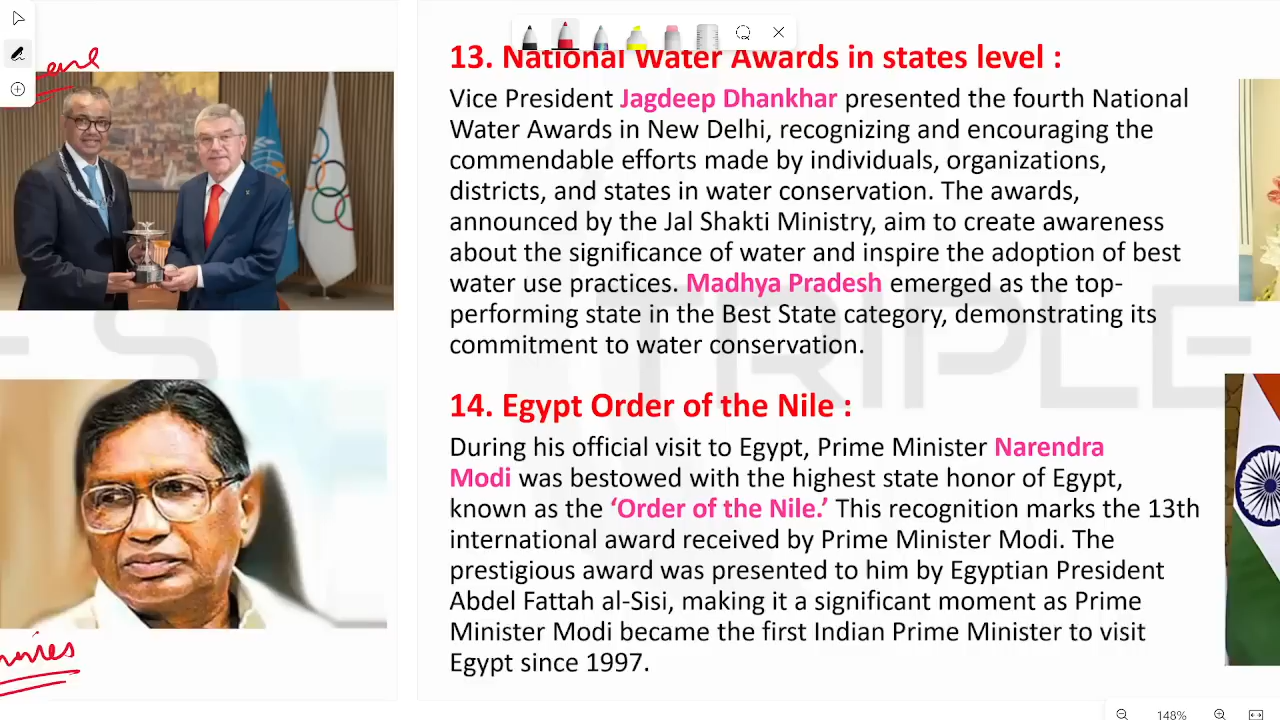 13. National Water Awards in states level :
Vice President Jagdeep Dhankhar presented the fourth National
Water Awards in New Delhi, recognizing and encouraging the
commendable efforts made by individuals, organizations,
districts, and states in water conservation. The awards,
announced by the Jal Shakti Ministry, aim to create awareness
about the significance of water and inspire the adoption of best
water use practices. Madhya Pradesh emerged as the top-
performing state in the Best State category, demonstrating its
commitment to water conservation.
14. Egypt Order of the Nile :
During his official visit to Egypt, Prime Minister Narendra
Modi was bestowed with the highest state honor of Egypt,
known as the ‘Order of the Nile.’ This recognition marks the 13th
international award received by Prime Minister Modi. The
prestigious award was presented to him by Egyptian President
Abdel Fattah al-Sisi, making it a significant moment as Prime
Minister Modi became the first Indian Prime Minister to visit
Egypt since 1997.
TRIPLE
148%